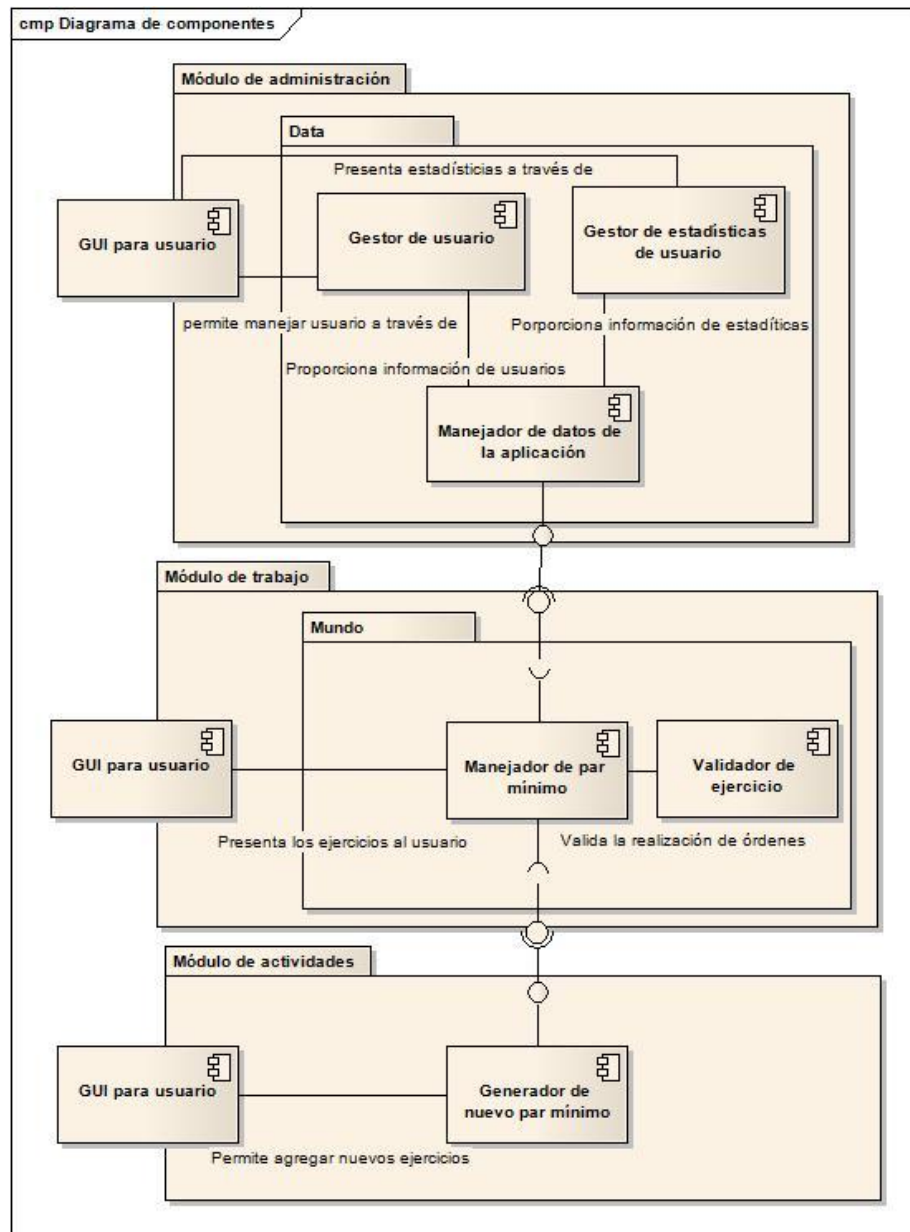 cmp Diagrama de componentes
Módulo de administración
Data
Presenta estadísticias a través de
GUI para usuario
Gestor de usuario
Gestor de estadísticas
de usuario
permite manejar usuario a través de
Porporciona información de estadíticas
Proporciona información de usuarios
Manejador de datos de
la aplicación
Módulo de trabajo
Mundo
GUI para usuario
Manejador de par
mínimo
Validador de
ejercicio
Presenta los ejercicios al usuario
Valida la realización de órdenes
Módulo de actividades
GUI para usuario
Generador de
nuevo par mínimo
Permite agregar nuevos ejercicios